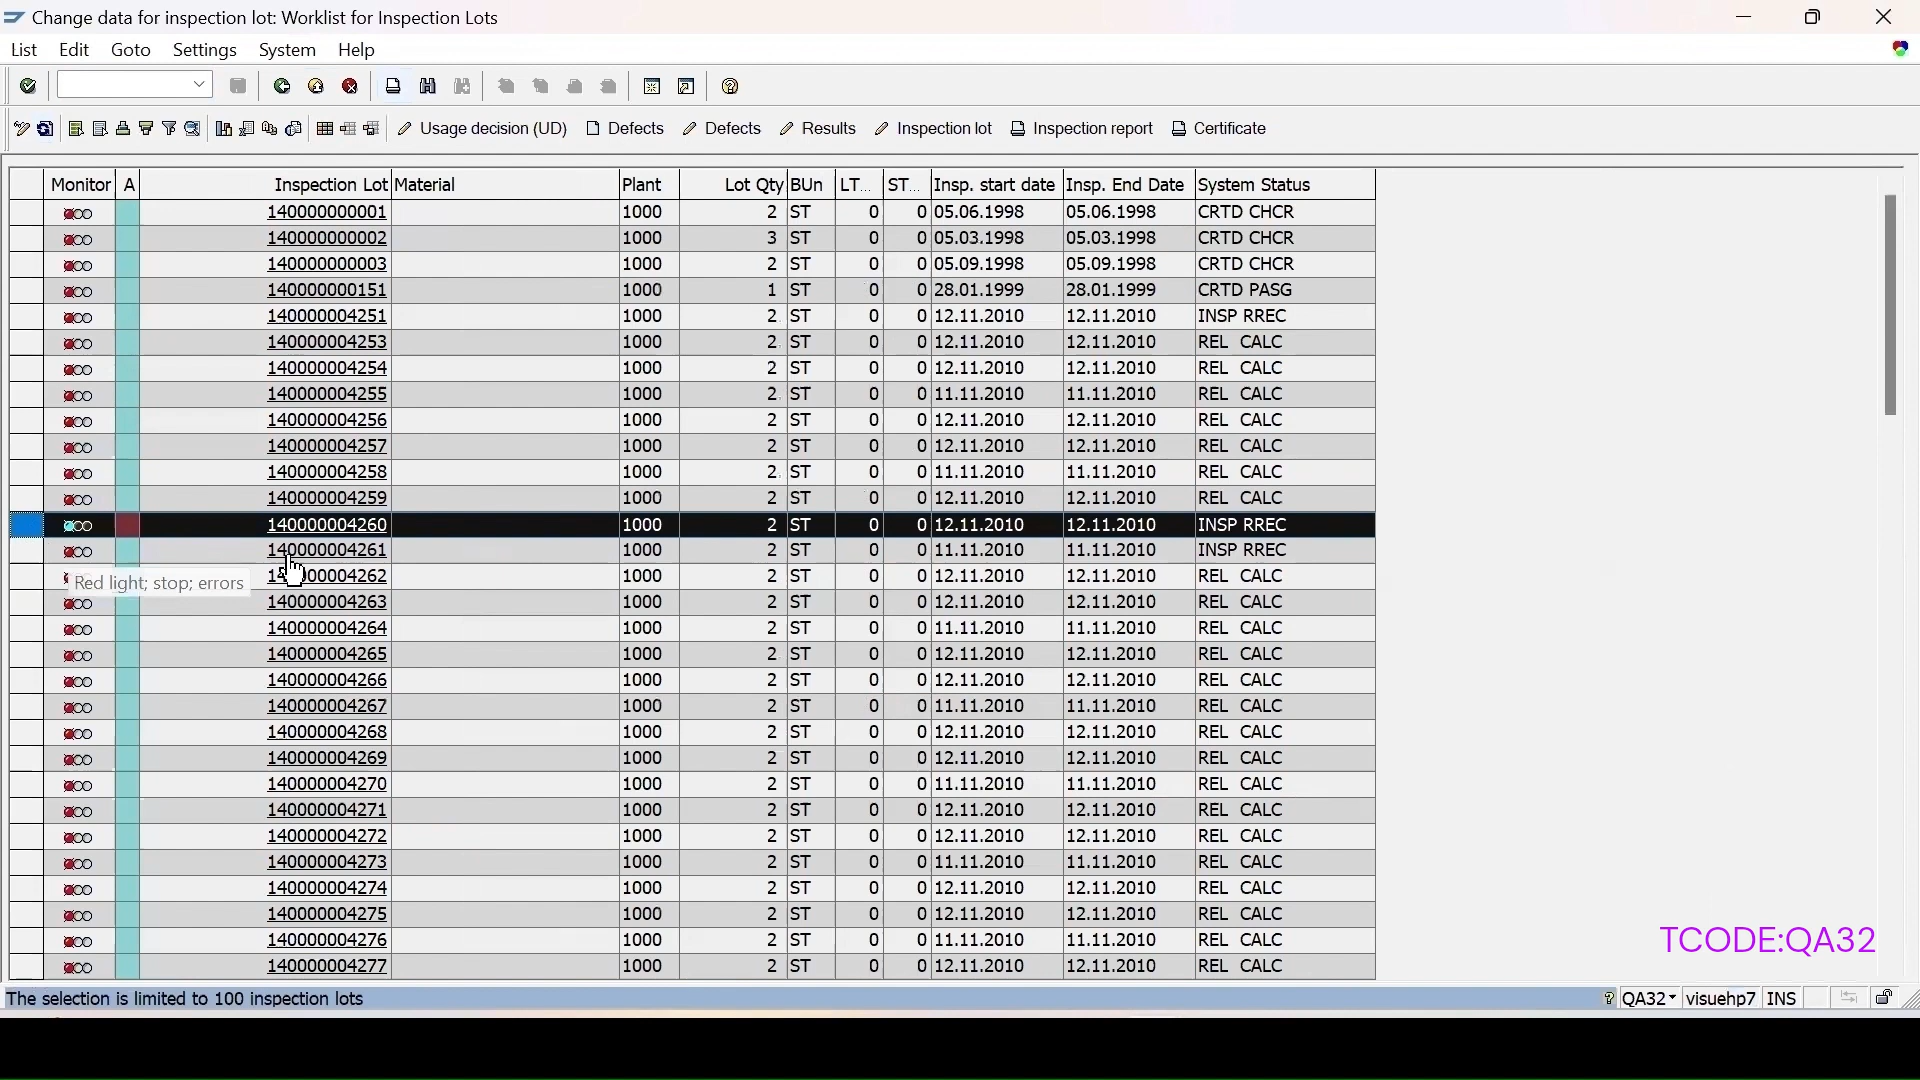 Change data for inspection lot: Worklist for Inspection Lots
List Edit Goto Settings System Help
Usage decision (UD) Defects Defects Results Inspection lot Inspection report Certificate
Monitor A Inspection Lot Material Plant Lot Qty BUn LT... ST... Insp. start date Insp. End Date System Status
140000000001 1000 2 ST 0 0 05.06.1998 05.06.1998 CRTD CHCR
140000000002 1000 3 ST 0 0 05.03.1998 05.03.1998 CRTD CHCR
140000000003 1000 2 ST 0 0 05.09.1998 05.09.1998 CRTD CHCR
140000000151 1000 1 ST 0 0 28.01.1999 28.01.1999 CRTD PASG
140000004251 1000 2 ST 0 0 12.11.2010 12.11.2010 INSP RREC
140000004253 1000 2 ST 0 0 12.11.2010 12.11.2010 REL CALC
140000004254 1000 2 ST 0 0 12.11.2010 12.11.2010 REL CALC
140000004255 1000 2 ST 0 0 11.11.2010 11.11.2010 REL CALC
140000004256 1000 2 ST 0 0 12.11.2010 12.11.2010 REL CALC
140000004257 1000 2 ST 0 0 12.11.2010 12.11.2010 REL CALC
140000004258 1000 2 ST 0 0 11.11.2010 11.11.2010 REL CALC
140000004259 1000 2 ST 0 0 12.11.2010 12.11.2010 REL CALC
140000004260 1000 2 ST 0 0 12.11.2010 12.11.2010 INSP RREC
140000004261 1000 2 ST 0 0 11.11.2010 11.11.2010 INSP RREC
Red light; stop; errors
140000004262 1000 2 ST 0 0 12.11.2010 12.11.2010 REL CALC
140000004263 1000 2 ST 0 0 12.11.2010 12.11.2010 REL CALC
140000004264 1000 2 ST 0 0 11.11.2010 11.11.2010 REL CALC
140000004265 1000 2 ST 0 0 12.11.2010 12.11.2010 REL CALC
140000004266 1000 2 ST 0 0 12.11.2010 12.11.2010 REL CALC
140000004267 1000 2 ST 0 0 11.11.2010 11.11.2010 REL CALC
140000004268 1000 2 ST 0 0 12.11.2010 12.11.2010 REL CALC
140000004269 1000 2 ST 0 0 12.11.2010 12.11.2010 REL CALC
140000004270 1000 2 ST 0 0 11.11.2010 11.11.2010 REL CALC
140000004271 1000 2 ST 0 0 12.11.2010 12.11.2010 REL CALC
140000004272 1000 2 ST 0 0 12.11.2010 12.11.2010 REL CALC
140000004273 1000 2 ST 0 0 11.11.2010 11.11.2010 REL CALC
140000004274 1000 2 ST 0 0 12.11.2010 12.11.2010 REL CALC
140000004275 1000 2 ST 0 0 12.11.2010 12.11.2010 REL CALC
140000004276 1000 2 ST 0 0 11.11.2010 11.11.2010 REL CALC
140000004277 1000 2 ST 0 0 12.11.2010 12.11.2010 REL CALC
TCODE:QA32
The selection is limited to 100 inspection lots QA32 visuehp7 INS